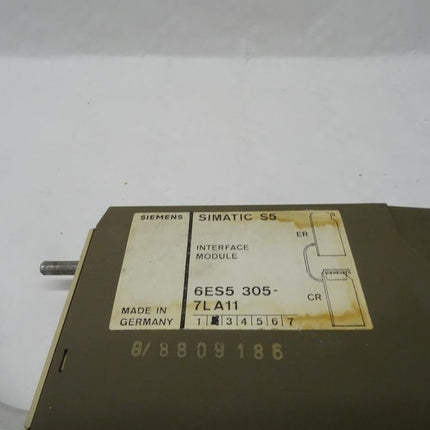 SIEMENS
SIMATIC S5
INTERFACE
MODULE
ER
6ES5 305-
7LA11
CR
MADE IN
GERMANY
1 3 4 5 6 7
8/8809186